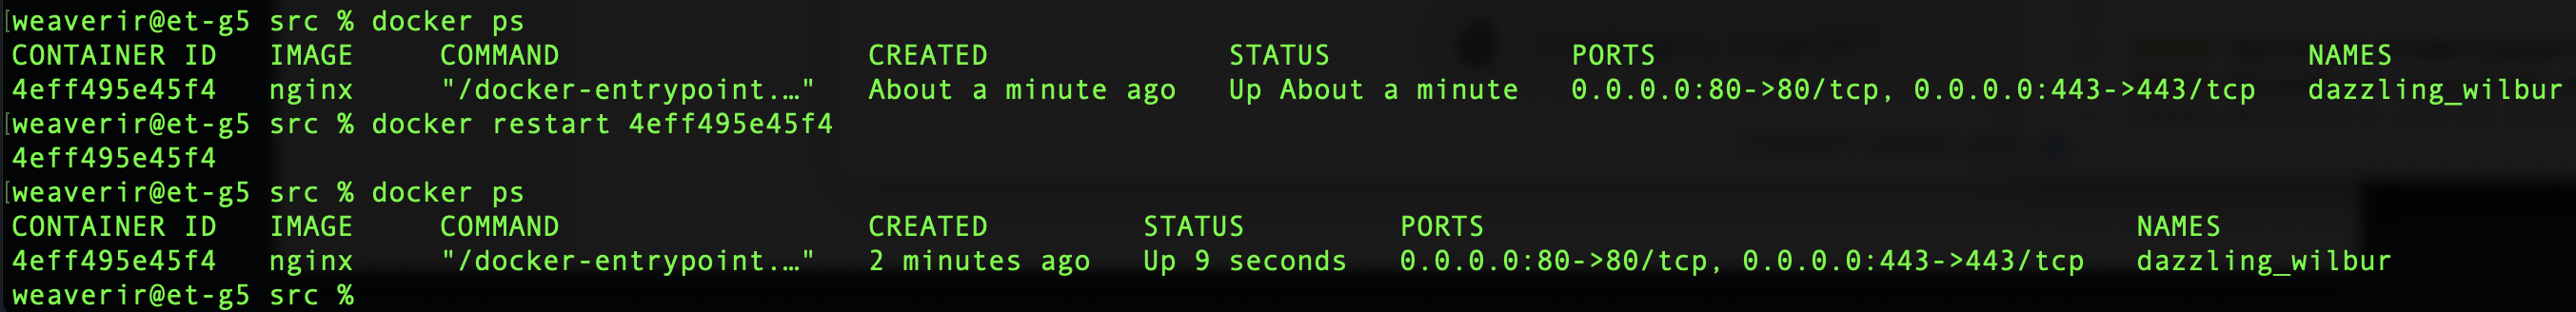 [weaverir@et-g5 src % docker ps
CONTAINER ID   IMAGE     COMMAND                  CREATED              STATUS              PORTS                                      NAMES
4eff495e45f4   nginx     "/docker-entrypoint.…"   About a minute ago   Up About a minute   0.0.0.0:80->80/tcp, 0.0.0.0:443->443/tcp   dazzling_wilbur
[weaverir@et-g5 src % docker restart 4eff495e45f4
4eff495e45f4
[weaverir@et-g5 src % docker ps
CONTAINER ID   IMAGE     COMMAND                  CREATED         STATUS         PORTS                                      NAMES
4eff495e45f4   nginx     "/docker-entrypoint.…"   2 minutes ago   Up 9 seconds   0.0.0.0:80->80/tcp, 0.0.0.0:443->443/tcp   dazzling_wilbur
weaverir@et-g5 src %